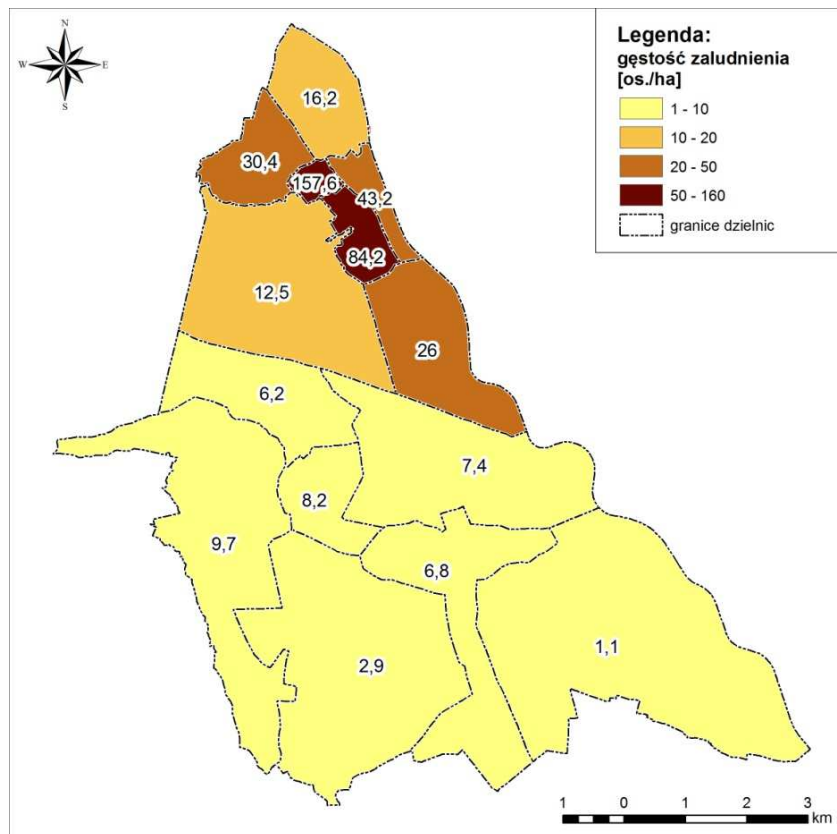 N
W E
S
Legenda:
gęstość zaludnienia
[os./ha]
1 - 10
10 - 20
20 - 50
50 - 160
granice dzielnic
16,2
30,4
157,6
43,2
84,2
12,5
26
6,2
7,4
8,2
9,7
6,8
2,9
1,1
1 0 1 2 3
km